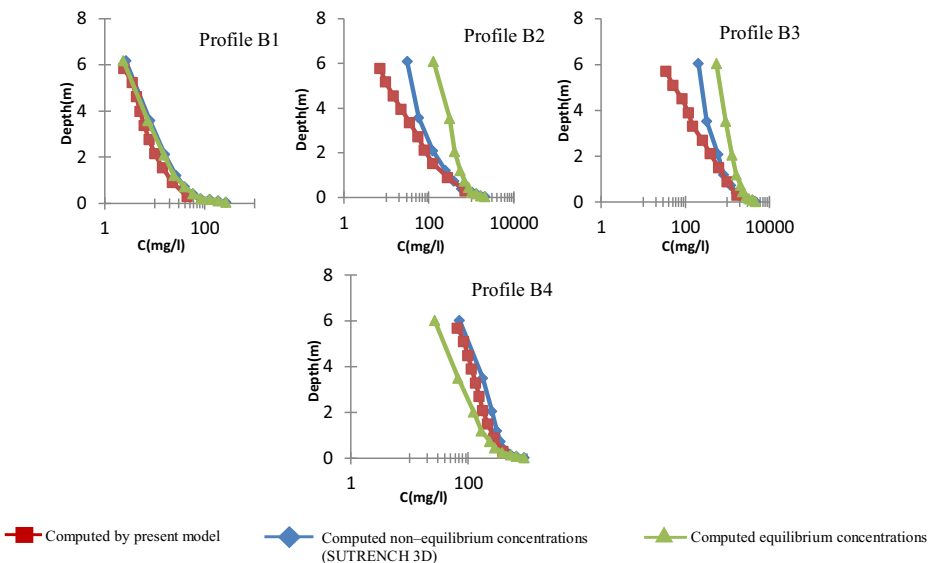 Profile B1
Depth(m)
8
6
4
2
0
1
100
C(mg/l)
Profile B2
Depth(m)
8
6
4
2
0
1
100
10000
C(mg/l)
Profile B3
Depth(m)
8
6
4
2
0
1
100
10000
C(mg/l)
Profile B4
Depth(m)
8
6
4
2
0
1
100
C(mg/l)
Computed by present model
Computed non–equilibrium concentrations
(SUTRENCH 3D)
Computed equilibrium concentrations